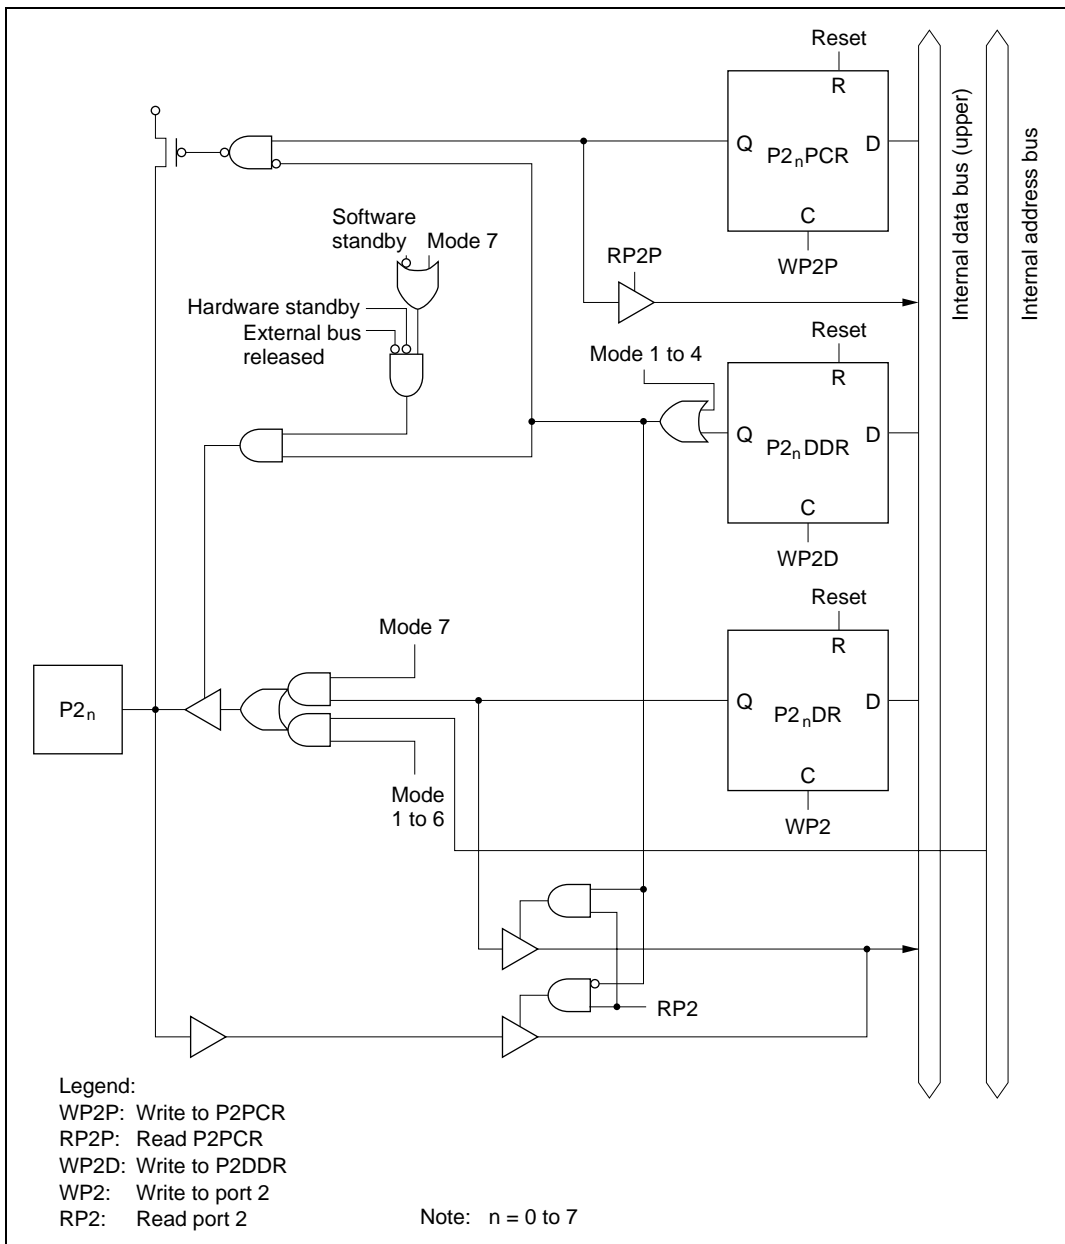 Reset
R
Q P2nPCR D
C
WP2P
Internal data bus (upper)
Internal address bus
Software
standby
Mode 7
RP2P
Hardware standby
External bus
released
Reset
Mode 1 to 4
R
Q P2nDDR D
C
WP2D
Reset
Mode 7
R
Q P2nDR D
C
WP2
P2n
Mode
1 to 6
RP2
Legend:
WP2P: Write to P2PCR
RP2P: Read P2PCR
WP2D: Write to P2DDR
WP2: Write to port 2
RP2: Read port 2
Note: n = 0 to 7